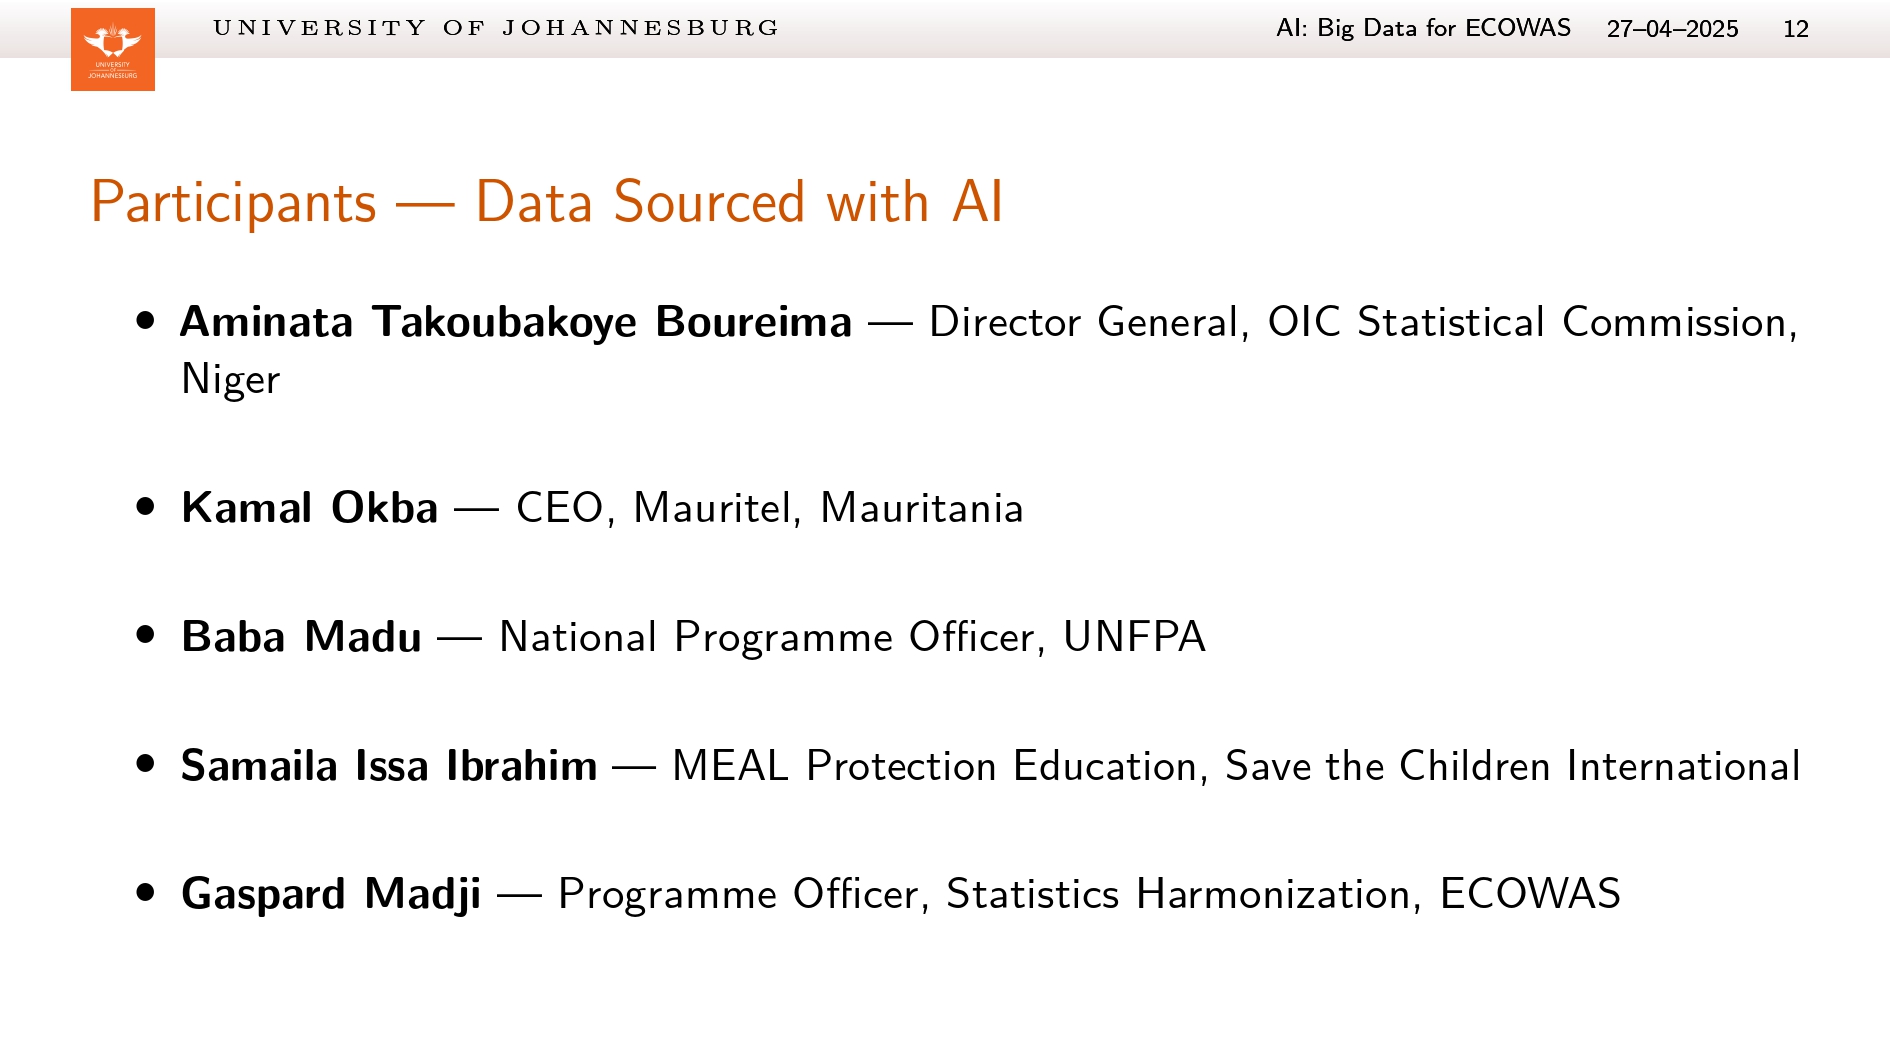 UNIVERSITY OF JOHANNESBURG
AI: Big Data for ECOWAS 27–04–2025 12
UNIVERSITY
OF
JOHANNESBURG
Participants — Data Sourced with AI
• Aminata Takoubakoye Boureima — Director General, OIC Statistical Commission,
Niger
• Kamal Okba — CEO, Mauritel, Mauritania
• Baba Madu — National Programme Officer, UNFPA
• Samaila Issa Ibrahim — MEAL Protection Education, Save the Children International
• Gaspard Madji — Programme Officer, Statistics Harmonization, ECOWAS